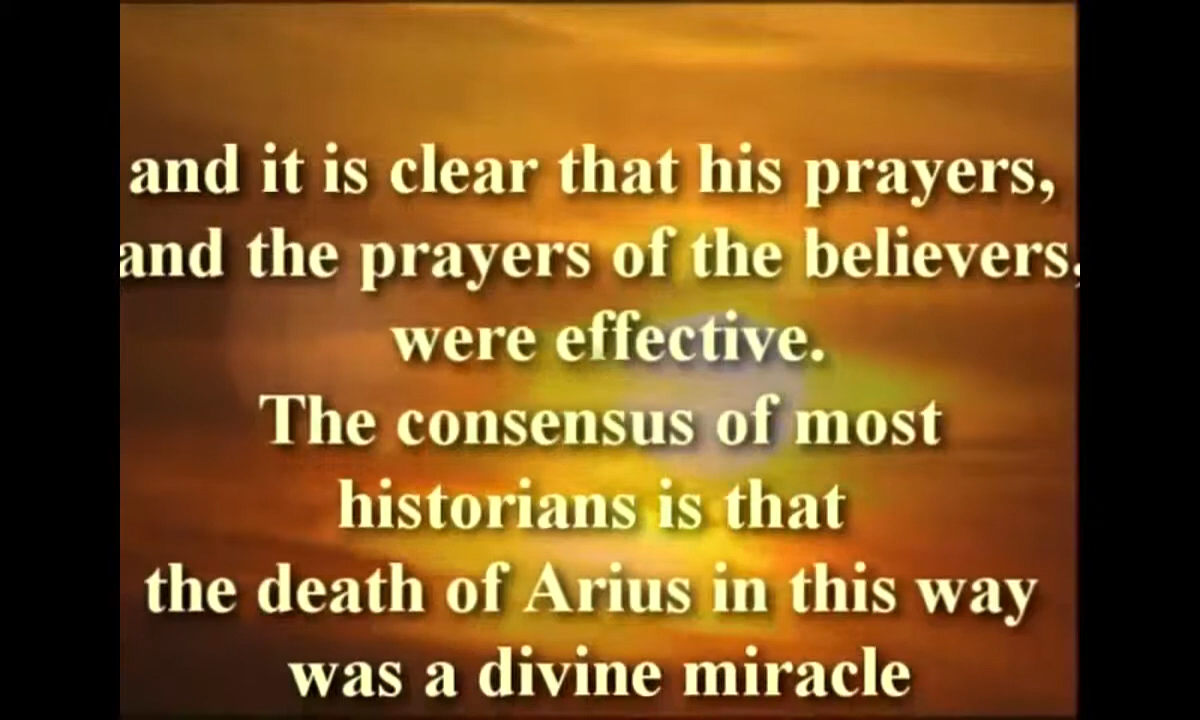 and it is clear that his prayers,
and the prayers of the believers,
were effective.
The consensus of most
historians is that
the death of Arius in this way
was a divine miracle